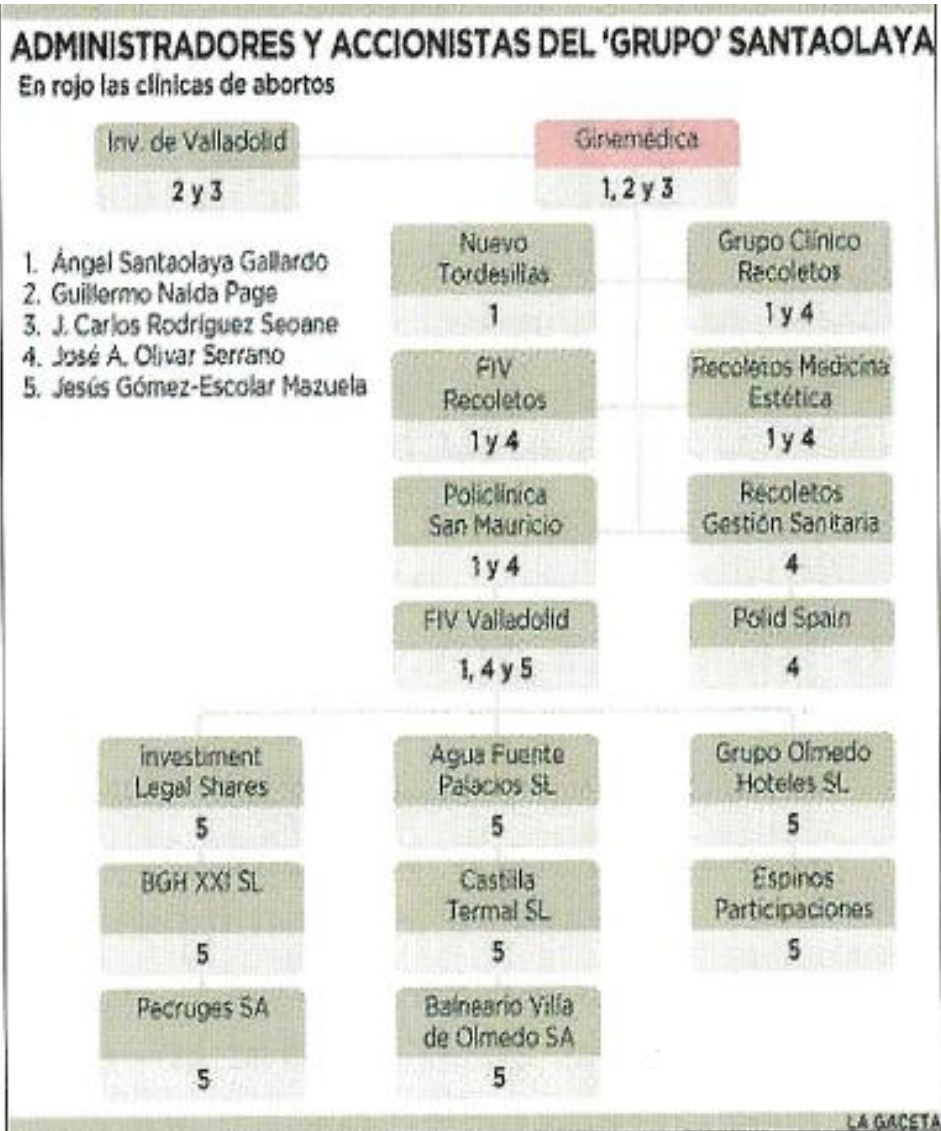 ADMINISTRADORES Y ACCIONISTAS DEL 'GRUPO' SANTAOLAYA
En rojo las clínicas de abortos
Inv. de Valladolid
2 y 3
Ginemédica
1, 2 y 3
1. Ángel Santaolaya Gallardo
2. Guillermo Nalda Page
3. J. Carlos Rodríguez Seoane
4. José A. Olivar Serrano
5. Jesús Gómez-Escolar Mazuela
Nuevo
Tordesillas
1
Grupo Clínico
Recoletos
1 y 4
FIV
Recoletos
1 y 4
Recoletos Medicina
Estética
1 y 4
Policlínica
San Mauricio
1 y 4
Recoletos
Gestión Sanitaria
4
FIV Valladolid
1, 4 y 5
Polid Spain
4
Investiment
Legal Shares
5
Agua Fuente
Palacios SL
5
Grupo Olmedo
Hoteles SL
5
BGH XXI SL
5
Castilla
Termal SL
5
Espinos
Participaciones
5
Pecruges SA
5
Balneario Villa
de Olmedo SA
5
LA GACETA